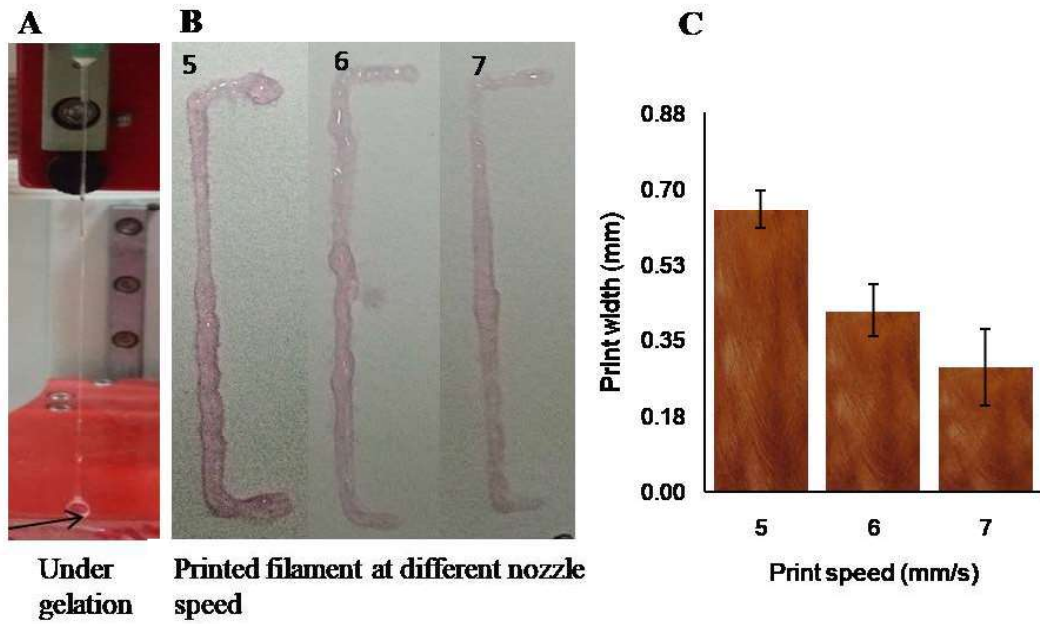 A
B
C
5
6
7
Under
gelation
Printed filament at different nozzle
speed
Print width (mm)
0.88
0.70
0.53
0.35
0.18
0.00
5
6
7
Print speed (mm/s)